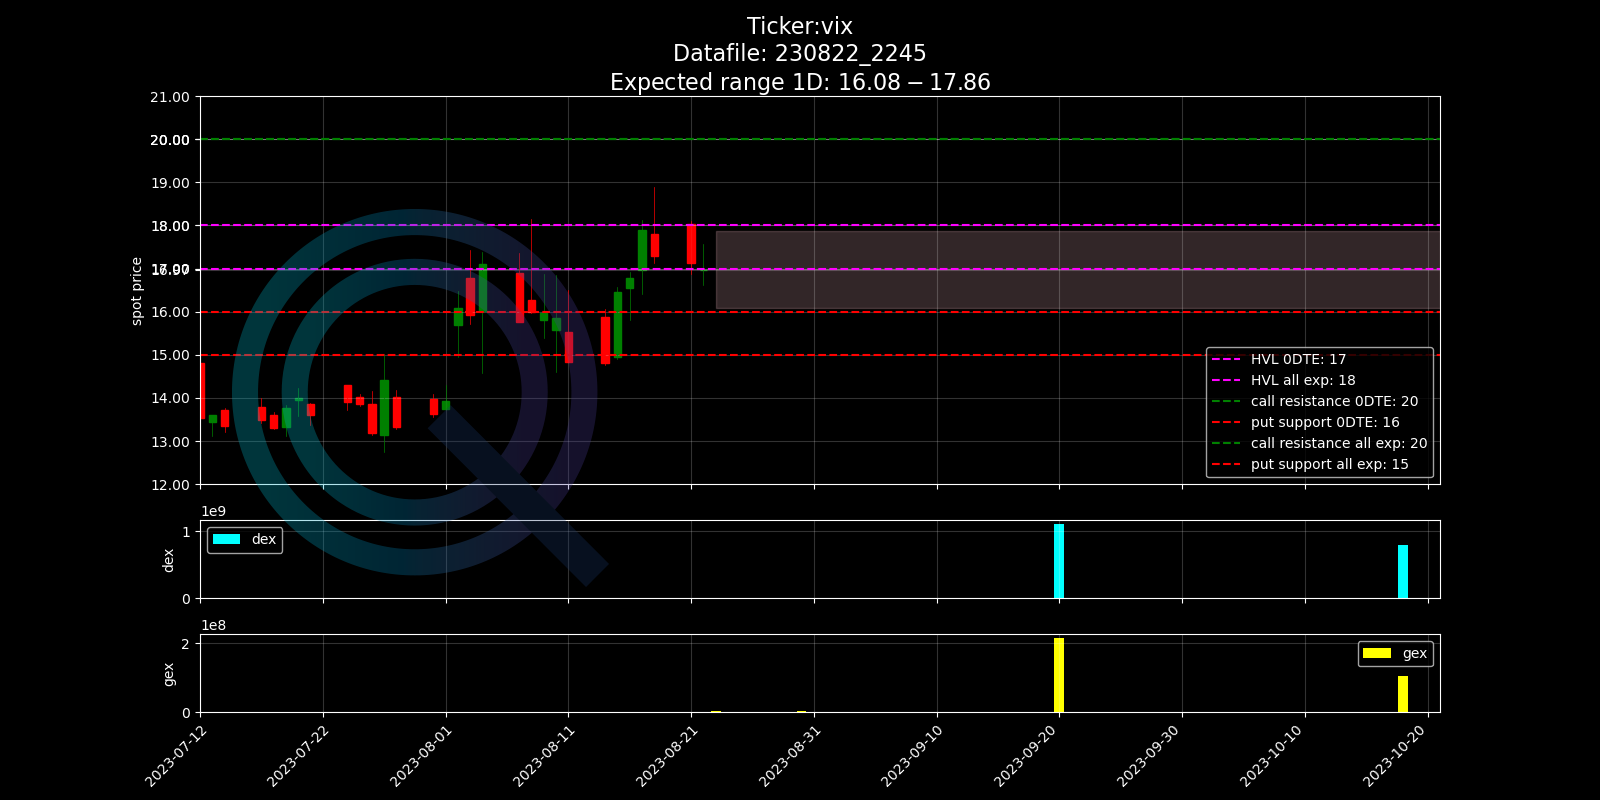 Ticker:vix
Datafile: 230822_2245
Expected range 1D: 16.08 − 17.86
21.00
20.00
19.00
18.00
17.00
16.00
15.00
14.00
13.00
12.00
spot price
HVL 0DTE: 17
HVL all exp: 18
call resistance 0DTE: 20
put support 0DTE: 16
call resistance all exp: 20
put support all exp: 15
1e9
1
0
dex
dex
1e8
2
0
gex
gex
2023-07-12
2023-07-22
2023-08-01
2023-08-11
2023-08-21
2023-08-31
2023-09-10
2023-09-20
2023-09-30
2023-10-10
2023-10-20